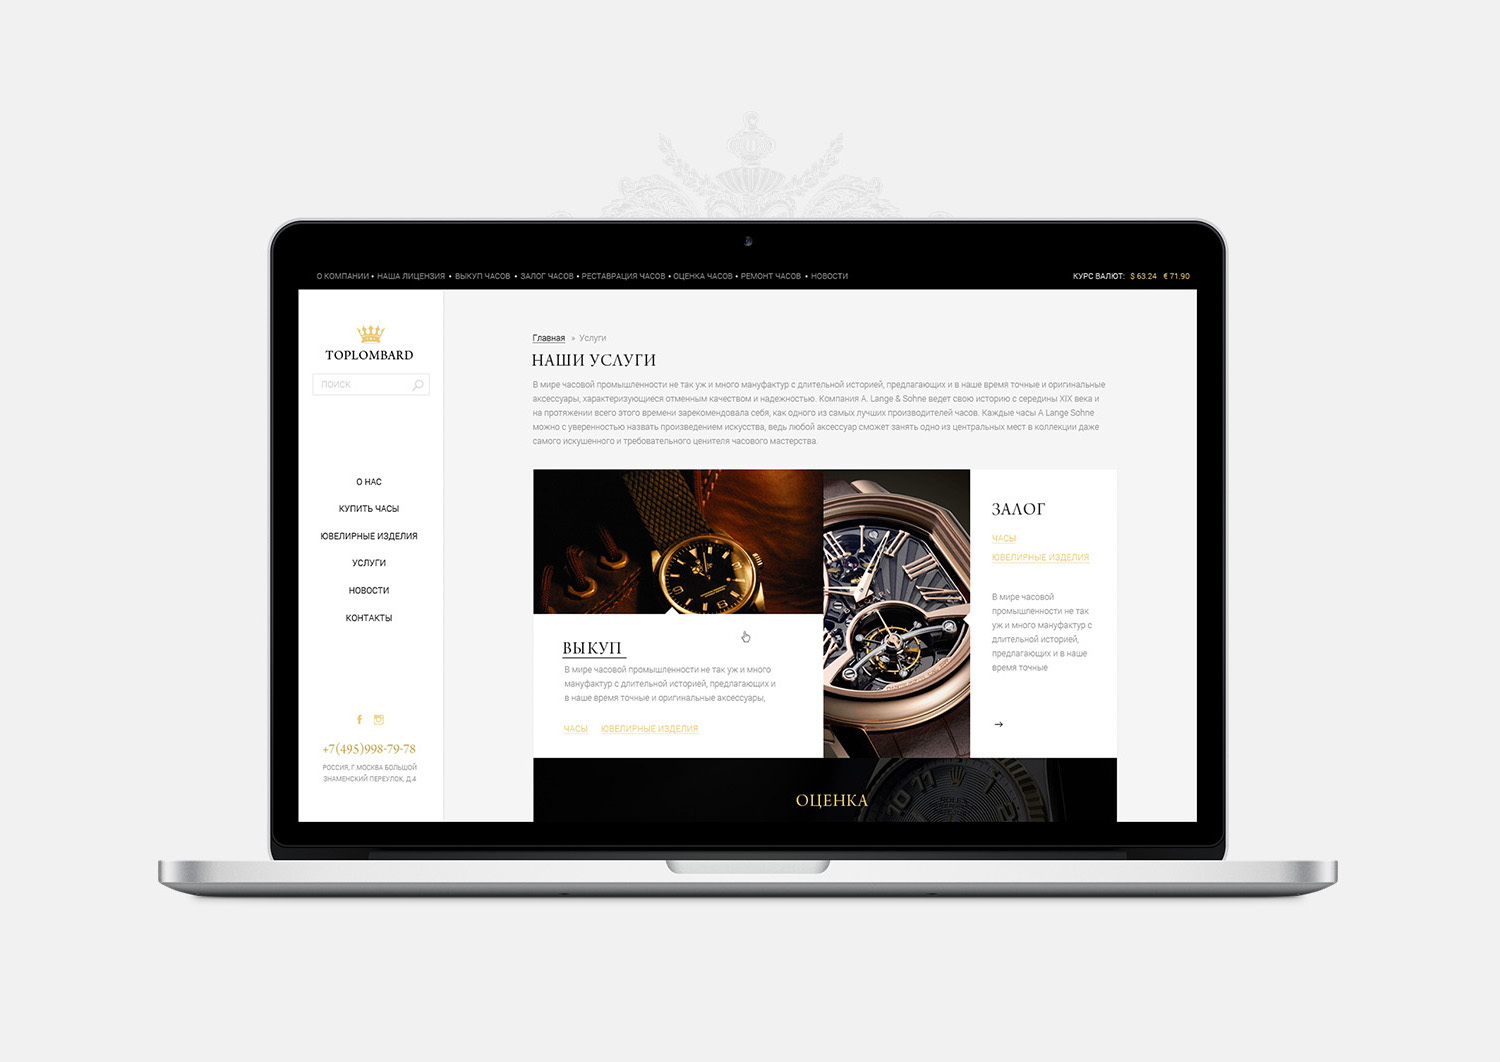 О КОМПАНИИ • НАША ЛИЦЕНЗИЯ • ВЫКУП ЧАСОВ • ЗАЛОГ ЧАСОВ • РЕСТАВРАЦИЯ ЧАСОВ • ОЦЕНКА ЧАСОВ • РЕМОНТ ЧАСОВ • НОВОСТИ
КУРС ВАЛЮТ: $ 63.24 € 71.90
TOPLOMBARD
ПОИСК
О НАС
КУПИТЬ ЧАСЫ
ЮВЕЛИРНЫЕ ИЗДЕЛИЯ
УСЛУГИ
НОВОСТИ
КОНТАКТЫ
+7(495)998-79-78
РОССИЯ, Г.МОСКВА БОЛЬШОЙ
ЗНАМЕНСКИЙ ПЕРЕУЛОК, Д.4
Главная » Услуги
НАШИ УСЛУГИ
В мире часовой промышленности не так уж и много мануфактур с длительной историей, предлагающих и в наше время точные и оригинальные
аксессуары, характеризующиеся отменным качеством и надежностью. Компания A. Lange & Sohne ведет свою историю с середины XIX века и
на протяжении всего этого времени зарекомендовала себя, как одного из самых лучших производителей часов. Каждые часы A Lange Sohne
можно с уверенностью назвать произведением искусства, ведь любой аксессуар сможет занять одно из центральных мест в коллекции даже
самого искушенного и требовательного ценителя часового мастерства.
ВЫКУП
В мире часовой промышленности не так уж и много
мануфактур с длительной историей, предлагающих и
в наше время точные и оригинальные аксессуары,
ЧАСЫ ЮВЕЛИРНЫЕ ИЗДЕЛИЯ
ЗАЛОГ
ЧАСЫ
ЮВЕЛИРНЫЕ ИЗДЕЛИЯ
В мире часовой
промышленности не так
уж и много мануфактур с
длительной историей,
предлагающих и в наше
время точные
ОЦЕНКА